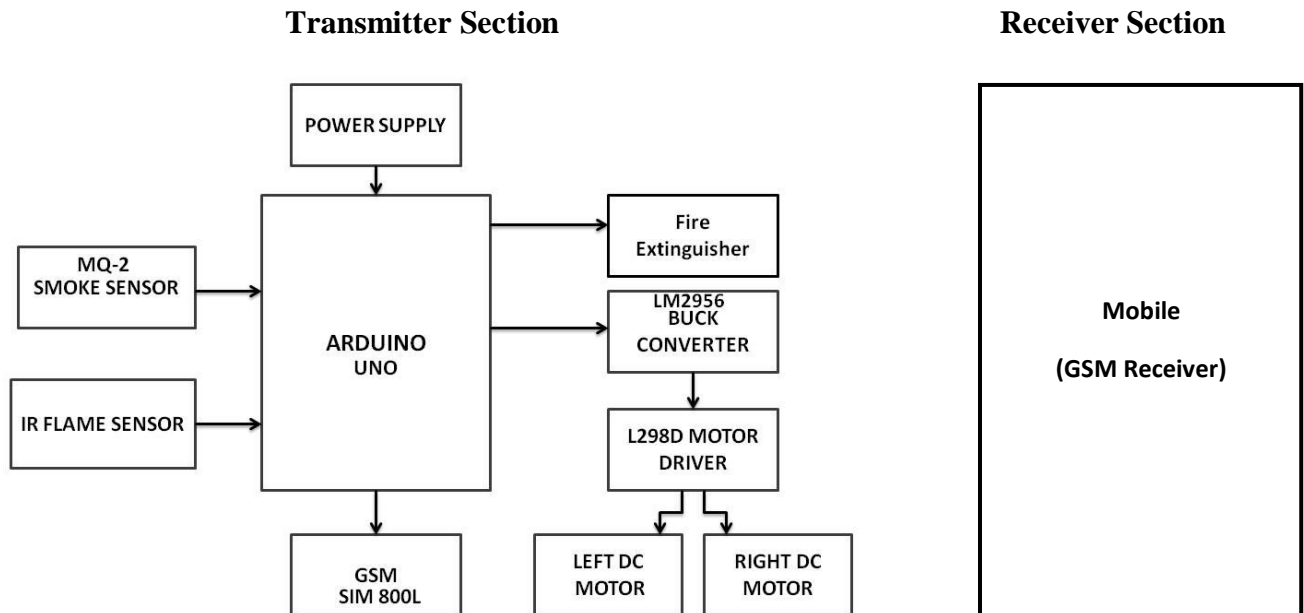 Transmitter Section
Receiver Section
POWER SUPPLY
MQ-2
SMOKE SENSOR
IR FLAME SENSOR
ARDUINO
UNO
GSM
SIM 800L
Fire
Extinguisher
LM2956
BUCK
CONVERTER
L298D MOTOR
DRIVER
LEFT DC
MOTOR
RIGHT DC
MOTOR
Mobile
(GSM Receiver)